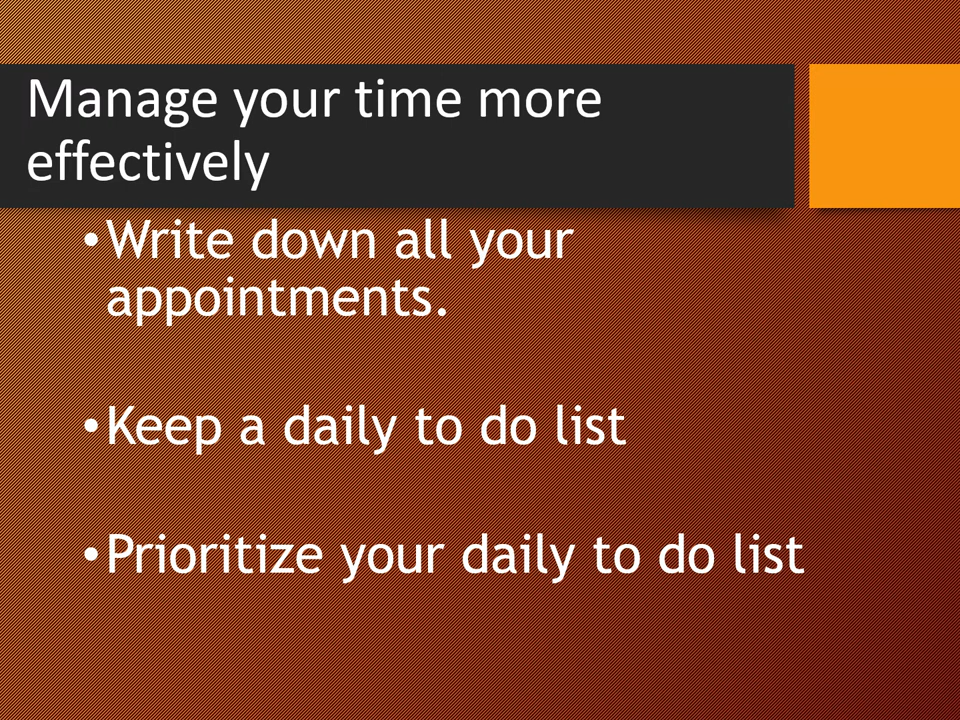 Manage your time more
effectively
•Write down all your
appointments.
•Keep a daily to do list
•Prioritize your daily to do list